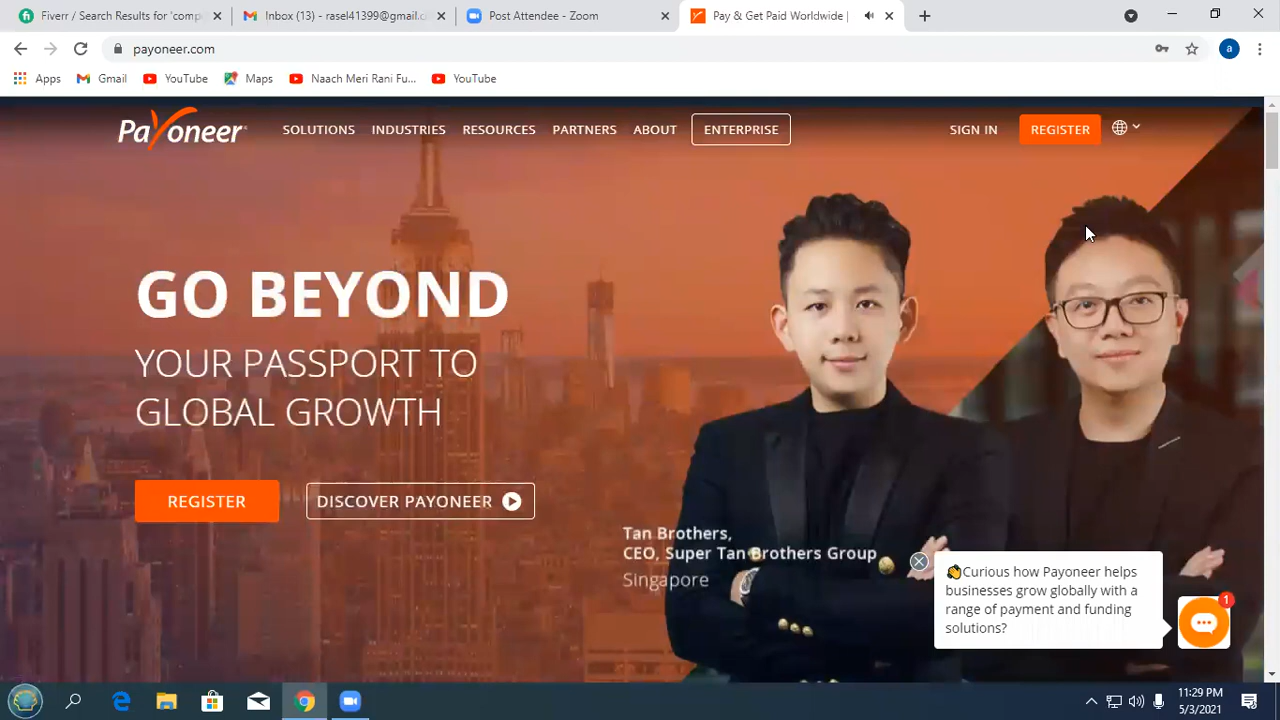 Fiverr / Search Results for 'comp
Inbox (13) - rasel41399@gmail.c
Post Attendee - Zoom
Pay & Get Paid Worldwide |
payoneer.com
a
Apps
Gmail
YouTube
Maps
Naach Meri Rani Fu...
YouTube
Payoneer
SOLUTIONS
INDUSTRIES
RESOURCES
PARTNERS
ABOUT
ENTERPRISE
SIGN IN
REGISTER
GO BEYOND
YOUR PASSPORT TO
GLOBAL GROWTH
REGISTER
DISCOVER PAYONEER
Tan Brothers,
CEO, Super Tan Brothers Group
Singapore
👏Curious how Payoneer helps
businesses grow globally with a
range of payment and funding
solutions?
1
11:29 PM
5/3/2021